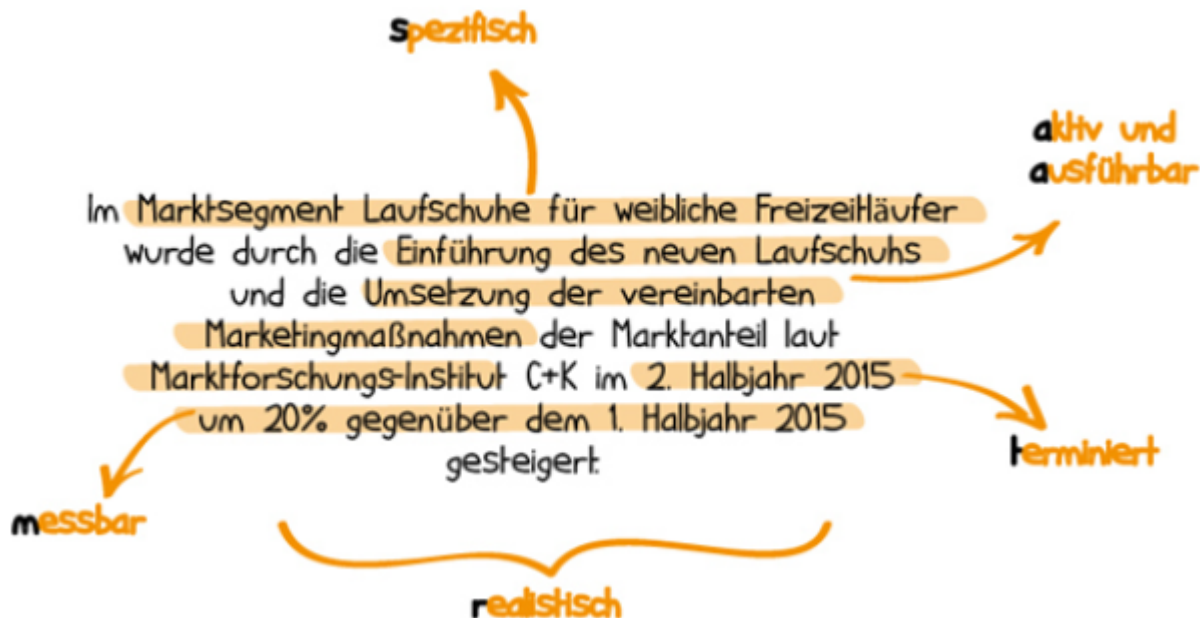 spezifisch
aktiv und
ausführbar
Im Marktsegment Laufschuhe für weibliche Freizeitläufer
wurde durch die Einführung des neuen Laufschuhs
und die Umsetzung der vereinbarten
Marketingmaßnahmen der Marktanteil laut
Marktforschungs-Institut C+K im 2. Halbjahr 2015
um 20% gegenüber dem 1. Halbjahr 2015
gesteigert.
terminiert
messbar
realistisch